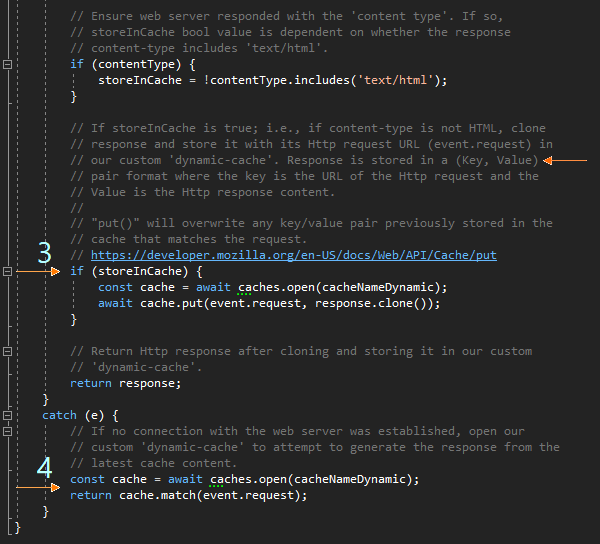 // Ensure web server responded with the 'content type'. If so,
// storeInCache bool value is dependent on whether the response
// content-type includes 'text/html'.
if (contentType) {
storeInCache = !contentType.includes('text/html');
}
// If storeInCache is true; i.e., if content-type is not HTML, clone
// response and store it with its Http request URL (event.request) in
// our custom 'dynamic-cache'. Response is stored in a (Key, Value)
// pair format where the key is the URL of the Http request and the
// Value is the Http response content.
//
// "put()" will overwrite any key/value pair previously stored in the
// cache that matches the request.
// https://developer.mozilla.org/en-US/docs/Web/API/Cache/put
3
if (storeInCache) {
const cache = await caches.open(cacheNameDynamic);
await cache.put(event.request, response.clone());
}
// Return Http response after cloning and storing it in our custom
// 'dynamic-cache'.
return response;
}
catch (e) {
// If no connection with the web server was established, open our
// custom 'dynamic-cache' to attempt to generate the response from the
// latest cache content.
4
const cache = await caches.open(cacheNameDynamic);
return cache.match(event.request);
}
}